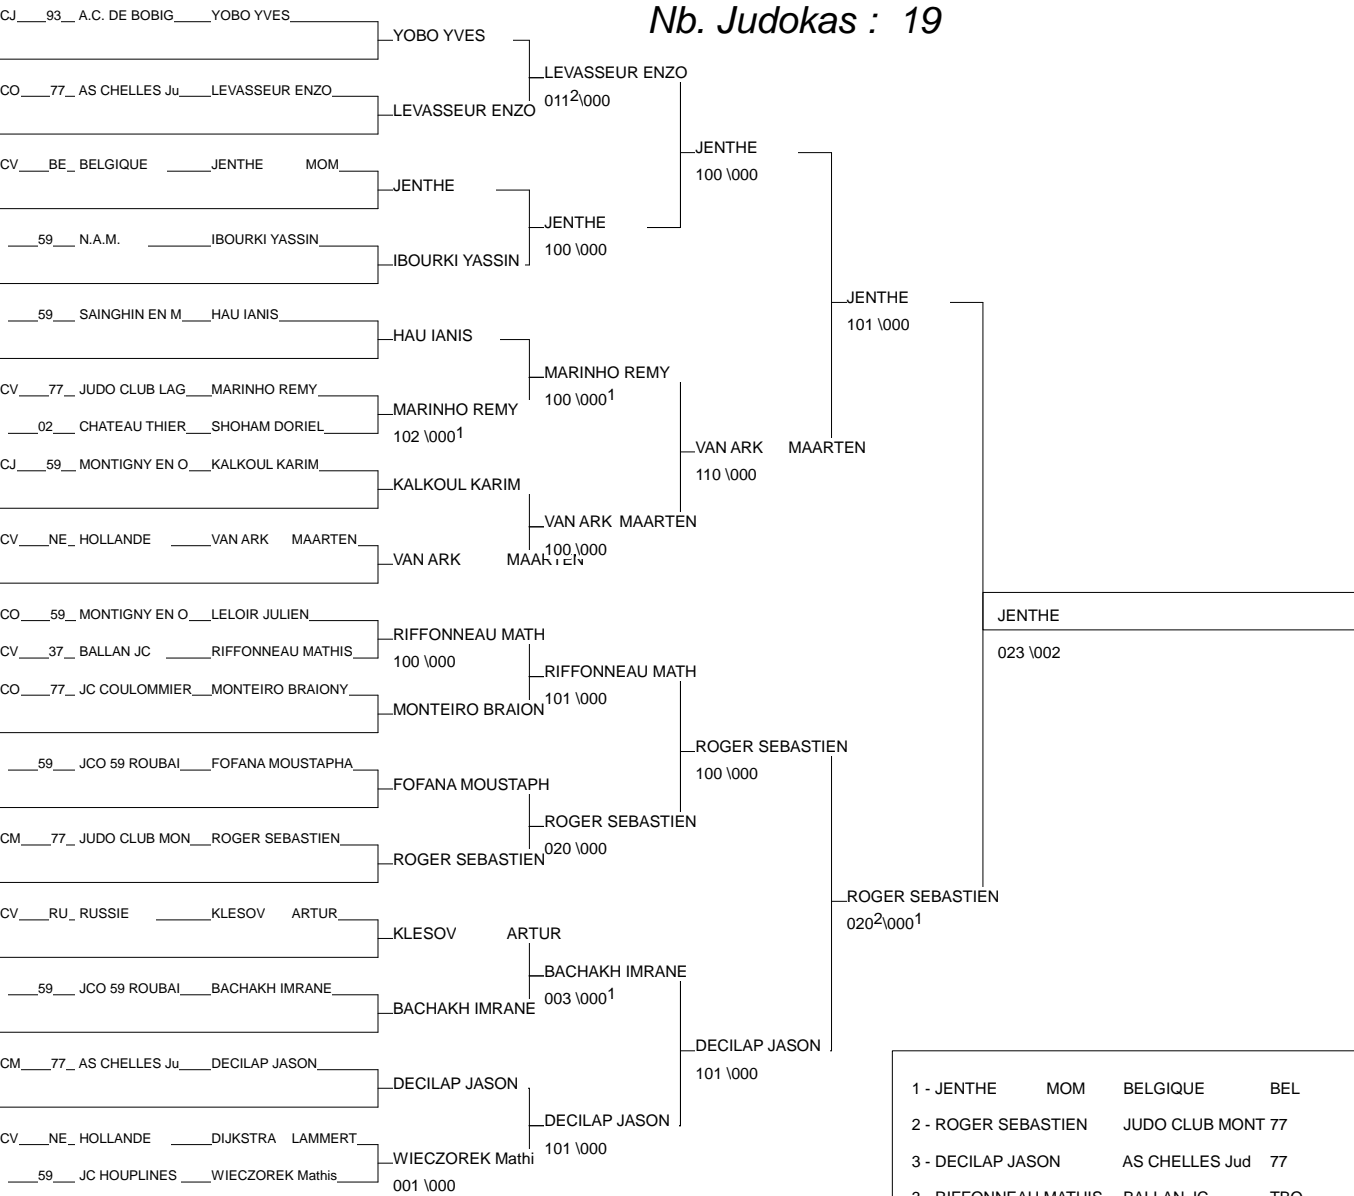 Nb. Judokas : 19
CJ 93 A.C. DE BOBIG YOBO YVES
CO 77 AS CHELLES Ju LEVASSEUR ENZO
CV BE BELGIQUE JENTHE MOM
59 N.A.M. IBOURKI YASSIN
59 SAINGHIN EN M HAU IANIS
CV 77 JUDO CLUB LAG MARINHO REMY
02 CHATEAU THIER SHOHAM DORIEL
CJ 59 MONTIGNY EN O KALKOUL KARIM
CV NE HOLLANDE VAN ARK MAARTEN
CO 59 MONTIGNY EN O LELOIR JULIEN
CV 37 BALLAN JC RIFFONNEAU MATHIS
CO 77 JC COULOMMIER MONTEIRO BRAIONY
59 JCO 59 ROUBAI FOFANA MOUSTAPHA
CM 77 JUDO CLUB MON ROGER SEBASTIEN
CV RU RUSSIE KLESOV ARTUR
59 JCO 59 ROUBAI BACHAKH IMRANE
CM 77 AS CHELLES Ju DECILAP JASON
CV NE HOLLANDE DIJKSTRA LAMMERT
59 JC HOUPLINES WIECZOREK Mathis
YOBO YVES
LEVASSEUR ENZO
JENTHE
IBOURKI YASSIN
HAU IANIS
MARINHO REMY
102 \0001
KALKOUL KARIM
VAN ARK MAARTEN
RIFFONNEAU MATH
100 \000
MONTEIRO BRAION
FOFANA MOUSTAPH
ROGER SEBASTIEN
KLESOV ARTUR
BACHAKH IMRANE
DECILAP JASON
WIECZOREK Mathi
001 \000
LEVASSEUR ENZO
0112\000
JENTHE
100 \000
MARINHO REMY
100 \0001
VAN ARK MAARTEN
100 \000
RIFFONNEAU MATH
101 \000
ROGER SEBASTIEN
020 \000
BACHAKH IMRANE
003 \0001
DECILAP JASON
101 \000
JENTHE
100 \000
VAN ARK MAARTEN
110 \000
ROGER SEBASTIEN
100 \000
DECILAP JASON
101 \000
JENTHE
101 \000
ROGER SEBASTIEN
0202\0001
JENTHE
023 \002
1 - JENTHE MOM BELGIQUE BEL
2 - ROGER SEBASTIEN JUDO CLUB MONT 77
3 - DECILAP JASON AS CHELLES Jud 77
3 - RIFFONNEAU MATHIS BALLAN JC TBO